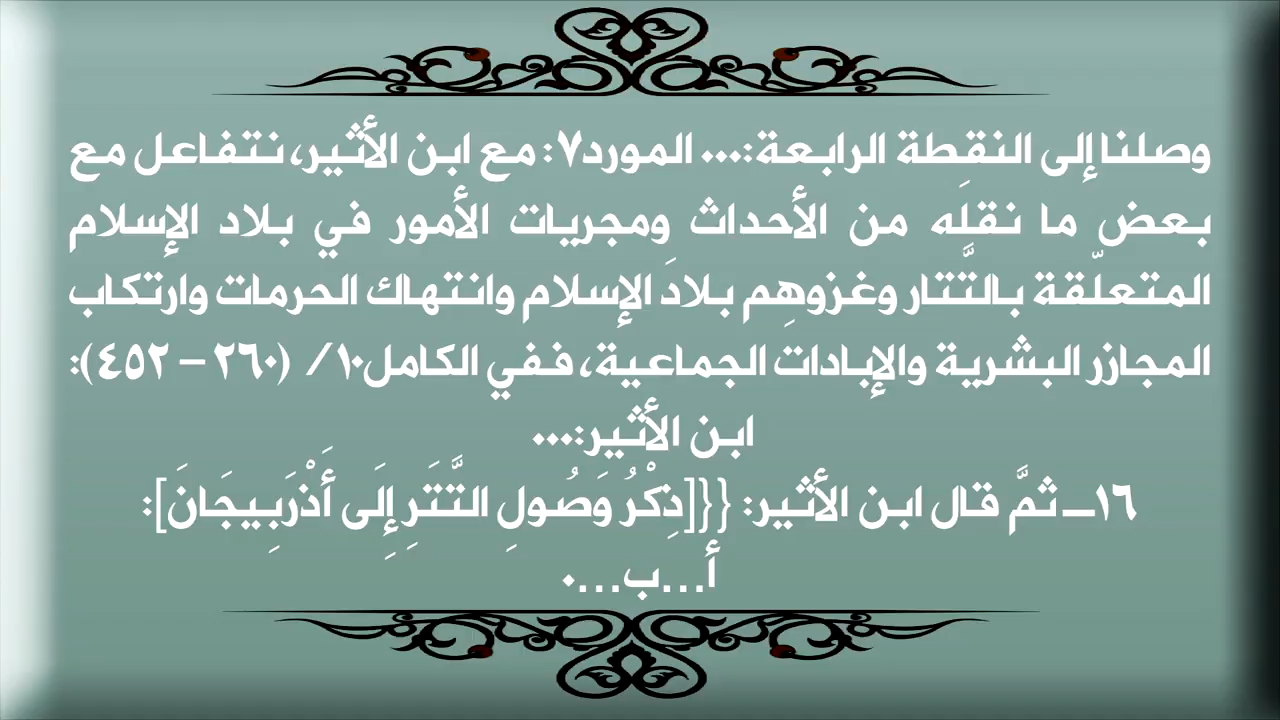 وصلنا إلى النقطة الرابعة:... المورد٧: مع ابن الأثير، نتفاعل مع
بعض ما نقلَه من الأحداث ومجريات الأمور في بلاد الإسلام
المتعلّقة بالتَّتار وغزوهِم بلادَ الإسلام وانتهاك الحرمات وارتكاب
المجازر البشرية والإبادات الجماعية، ففي الكامل١٠/ (٢٦٠ - ٤٥٢):
ابن الأثير:...
١٦ـ ثمَّ قال ابن الأثير: {{{[ذِكْرُ وَصُولِ التَّتَرِ إِلَى أَذْرَبِيجَانَ]:
أ...ب....